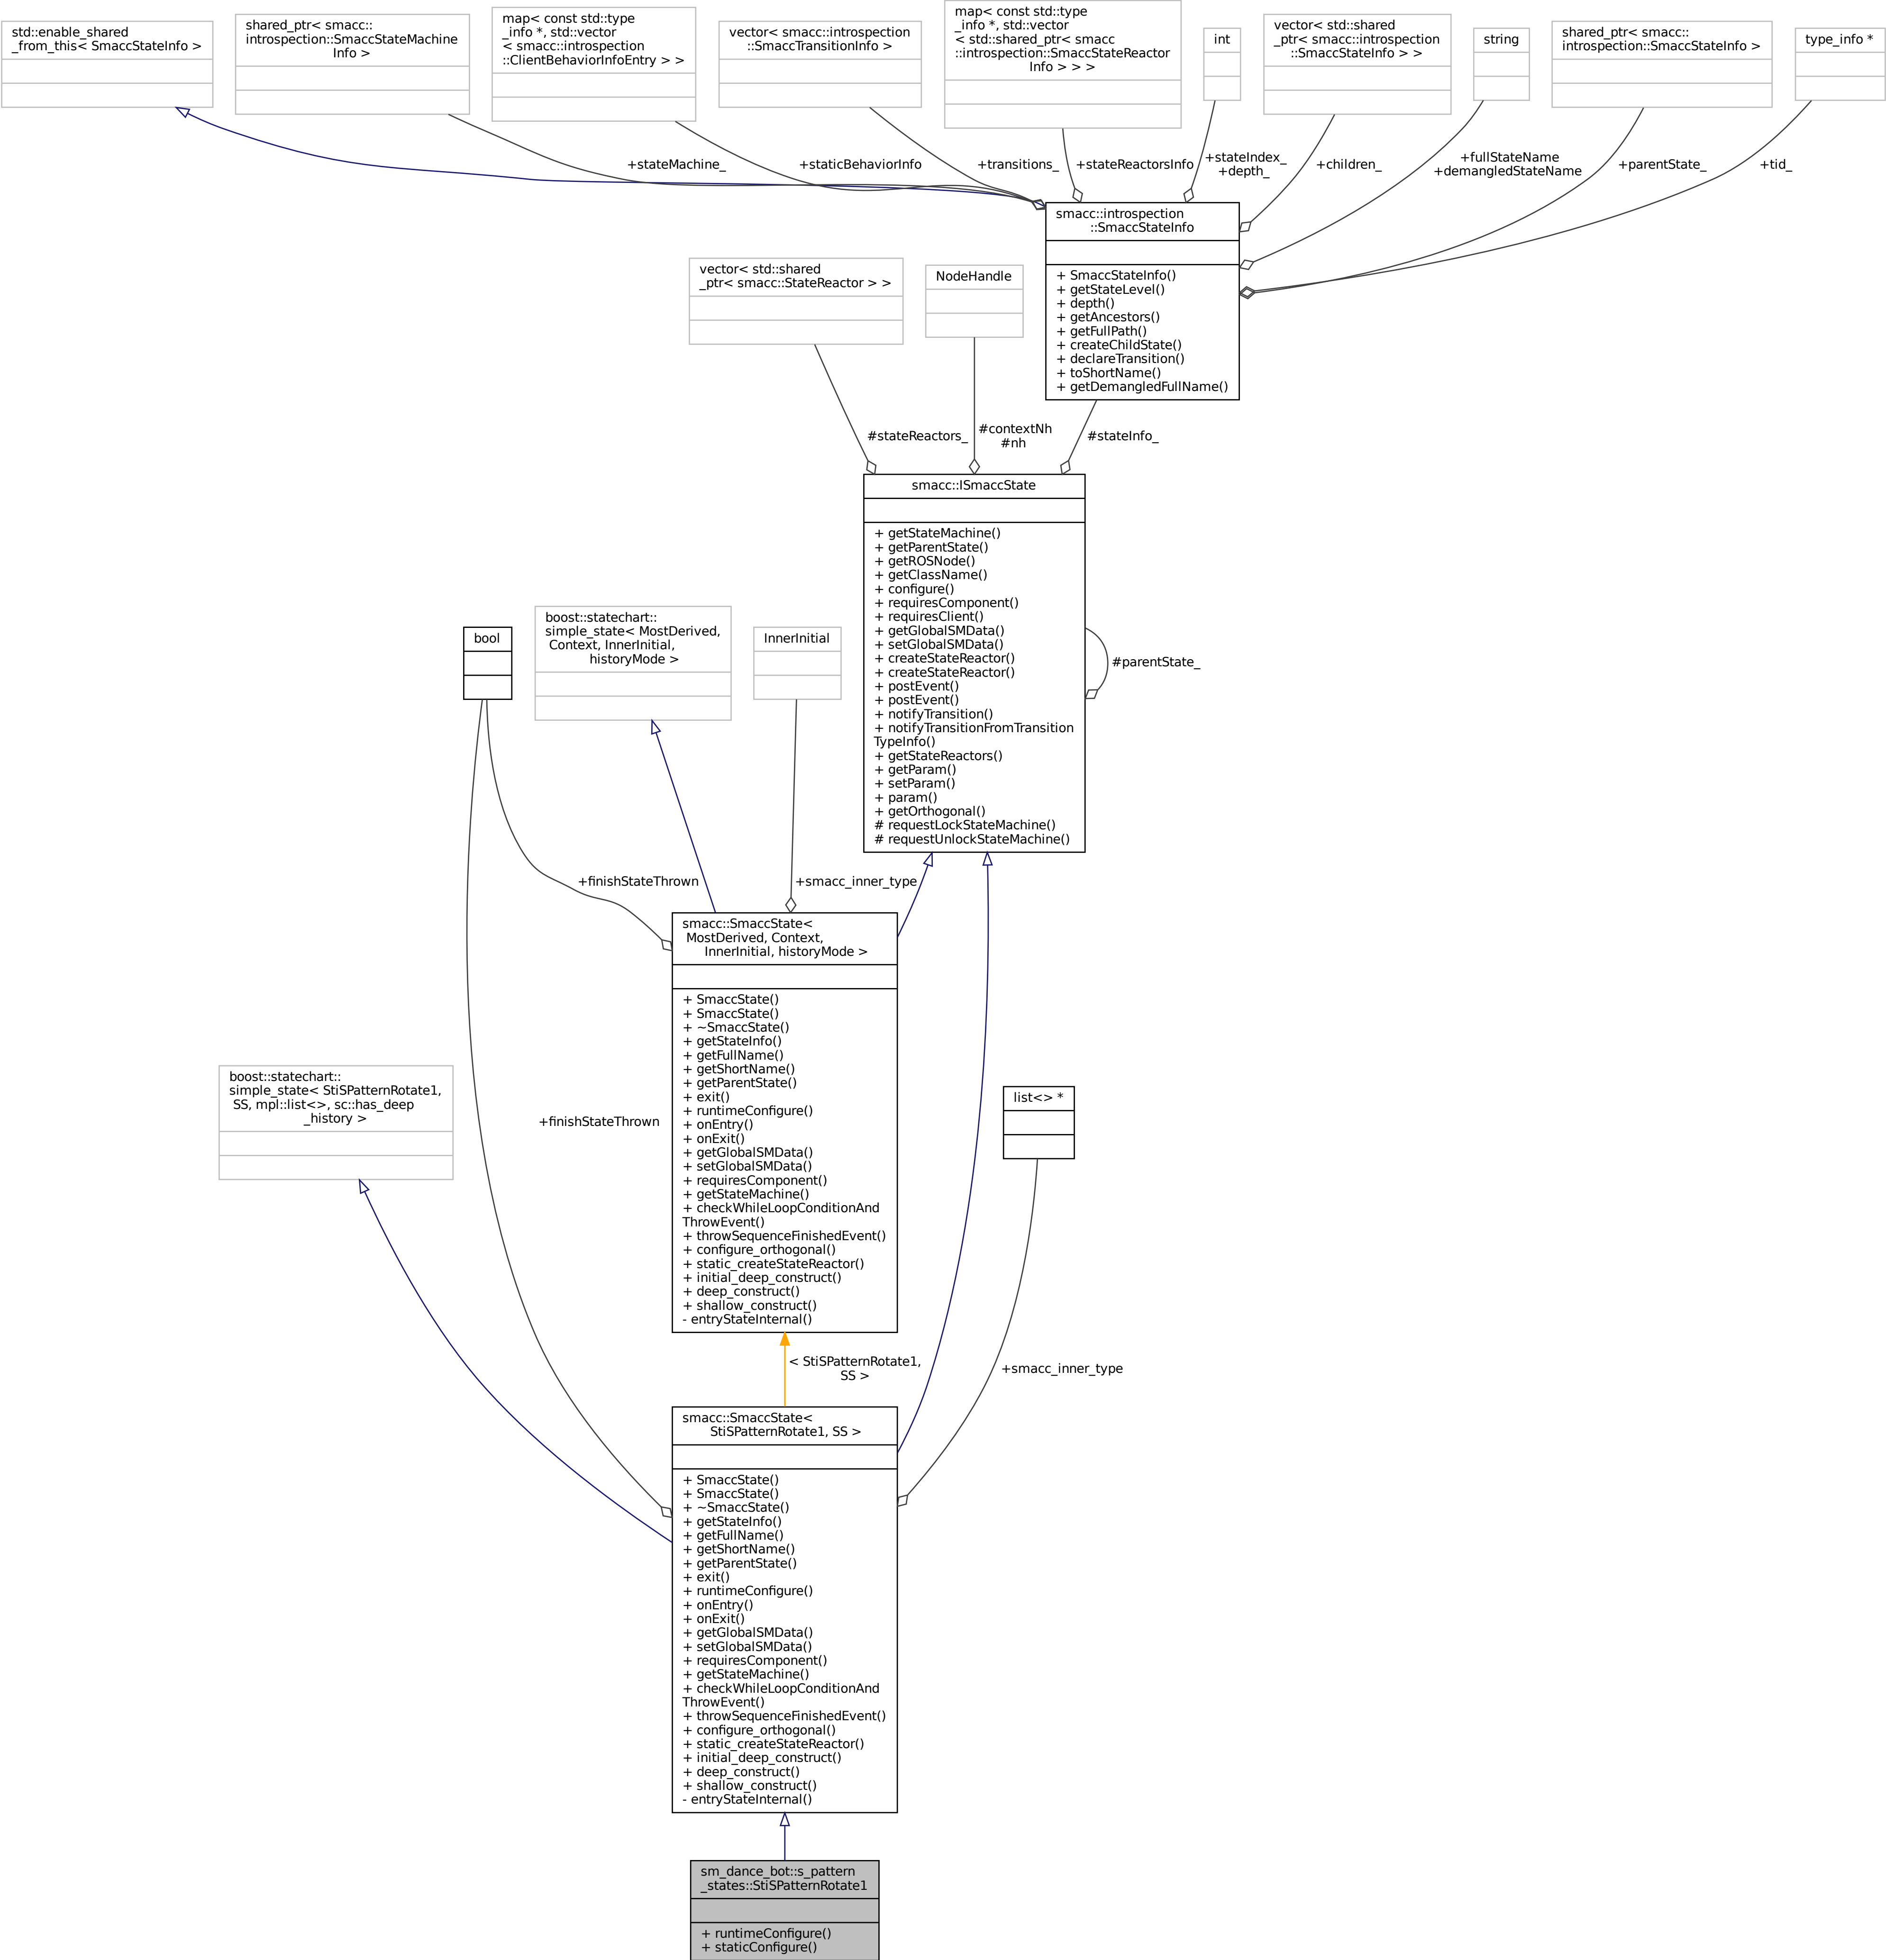 std::enable_shared
_from_this< SmaccStateInfo >
shared_ptr< smacc::
introspection::SmaccStateMachine
Info >
map< const std::type
_info *, std::vector
< smacc::introspection
::ClientBehaviorInfoEntry > >
vector< smacc::introspection
::SmaccTransitionInfo >
map< const std::type
_info *, std::vector
< std::shared_ptr< smacc
::introspection::SmaccStateReactor
Info > > >
int
vector< std::shared
_ptr< smacc::introspection
::SmaccStateInfo > >
string
shared_ptr< smacc::
introspection::SmaccStateInfo >
type_info *
+stateMachine_
+staticBehaviorInfo
+transitions_
+stateReactorsInfo
+stateIndex_
+depth_
+children_
+fullStateName
+demangledStateName
+parentState_
+tid_
smacc::introspection
::SmaccStateInfo
+ SmaccStateInfo()
+ getStateLevel()
+ depth()
+ getAncestors()
+ getFullPath()
+ createChildState()
+ declareTransition()
+ toShortName()
+ getDemangledFullName()
vector< std::shared
_ptr< smacc::StateReactor > >
NodeHandle
#stateReactors_
#contextNh
#nh
#stateInfo_
smacc::ISmaccState
+ getStateMachine()
+ getParentState()
+ getROSNode()
+ getClassName()
+ configure()
+ requiresComponent()
+ requiresClient()
+ getGlobalSMData()
+ setGlobalSMData()
+ createStateReactor()
+ createStateReactor()
+ postEvent()
+ postEvent()
+ notifyTransition()
+ notifyTransitionFromTransition
TypeInfo()
+ getStateReactors()
+ getParam()
+ setParam()
+ param()
+ getOrthogonal()
# requestLockStateMachine()
# requestUnlockStateMachine()
#parentState_
bool
boost::statechart::
simple_state< MostDerived,
Context, InnerInitial,
historyMode >
InnerInitial
+finishStateThrown
+smacc_inner_type
smacc::SmaccState<
MostDerived, Context,
InnerInitial, historyMode >
+ SmaccState()
+ SmaccState()
+ ~SmaccState()
+ getStateInfo()
+ getFullName()
+ getShortName()
+ getParentState()
+ exit()
+ runtimeConfigure()
+ onEntry()
+ onExit()
+ getGlobalSMData()
+ setGlobalSMData()
+ requiresComponent()
+ getStateMachine()
+ checkWhileLoopConditionAnd
ThrowEvent()
+ throwSequenceFinishedEvent()
+ configure_orthogonal()
+ static_createStateReactor()
+ initial_deep_construct()
+ deep_construct()
+ shallow_construct()
- entryStateInternal()
boost::statechart::
simple_state< StiSPatternRotate1,
SS, mpl::list<>, sc::has_deep
_history >
+finishStateThrown
list<> *
< StiSPatternRotate1,
SS >
+smacc_inner_type
smacc::SmaccState<
StiSPatternRotate1, SS >
+ SmaccState()
+ SmaccState()
+ ~SmaccState()
+ getStateInfo()
+ getFullName()
+ getShortName()
+ getParentState()
+ exit()
+ runtimeConfigure()
+ onEntry()
+ onExit()
+ getGlobalSMData()
+ setGlobalSMData()
+ requiresComponent()
+ getStateMachine()
+ checkWhileLoopConditionAnd
ThrowEvent()
+ throwSequenceFinishedEvent()
+ configure_orthogonal()
+ static_createStateReactor()
+ initial_deep_construct()
+ deep_construct()
+ shallow_construct()
- entryStateInternal()
sm_dance_bot::s_pattern
_states::StiSPatternRotate1
+ runtimeConfigure()
+ staticConfigure()